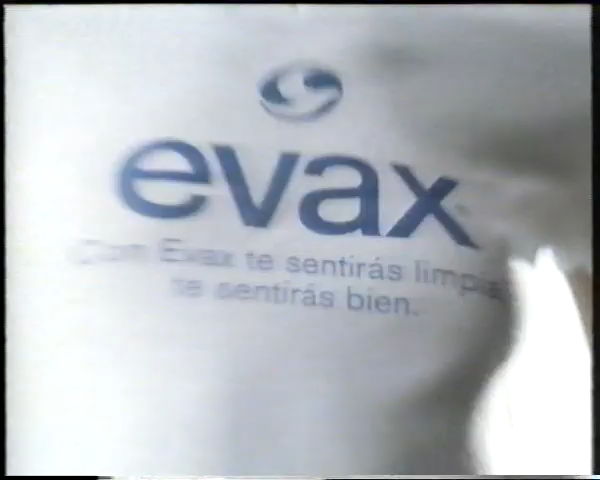 evax
Con Evax te sentirás limpia
te sentirás bien.